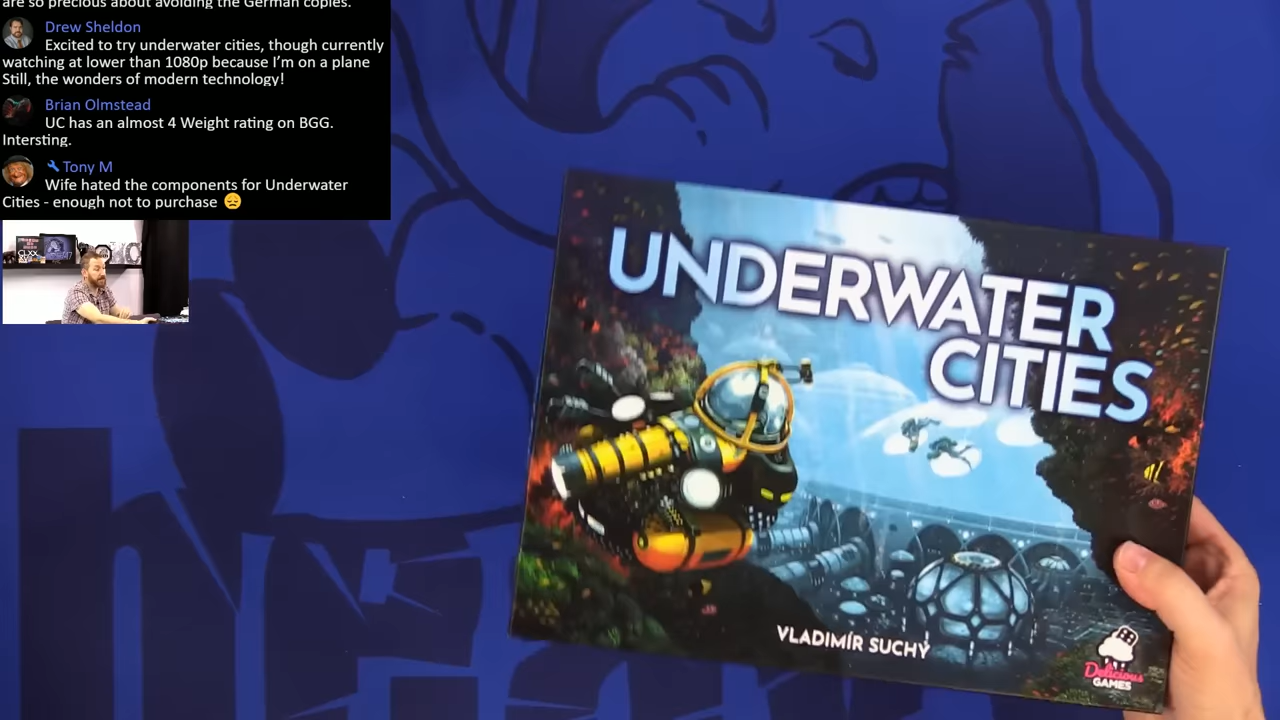 are so precious about avoiding the German copies.
Drew Sheldon
Excited to try underwater cities, though currently
watching at lower than 1080p because I'm on a plane
Still, the wonders of modern technology!
Brian Olmstead
UC has an almost 4 Weight rating on BGG.
Intersting.
Tony M
Wife hated the components for Underwater
Cities - enough not to purchase 😔
UNDERWATER
CITIES
VLADIMÍR SUCHÝ
Delicious
GAMES